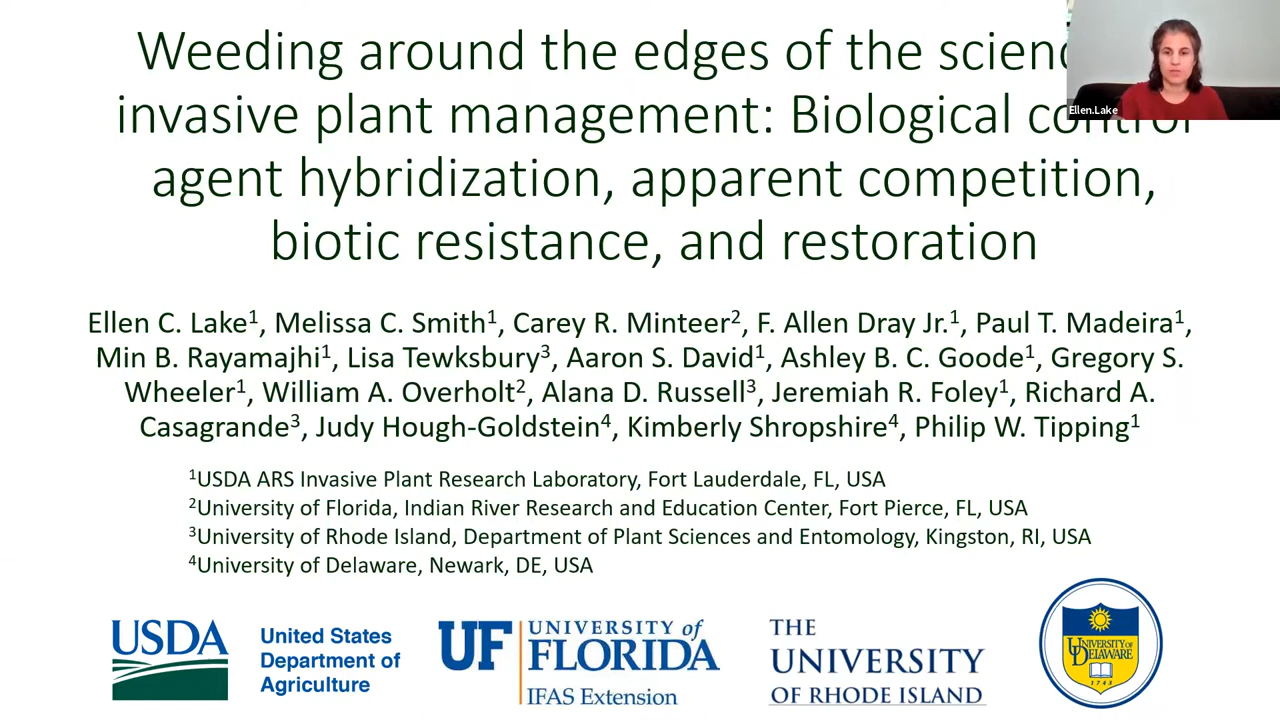 Weeding around the edges of the scien
invasive plant management: Biological control
agent hybridization, apparent competition,
biotic resistance, and restoration
Ellen.Lake
Ellen C. Lake¹, Melissa C. Smith¹, Carey R. Minteer², F. Allen Dray Jr.¹, Paul T. Madeira¹,
Min B. Rayamajhi¹, Lisa Tewksbury³, Aaron S. David¹, Ashley B. C. Goode¹, Gregory S.
Wheeler¹, William A. Overholt², Alana D. Russell³, Jeremiah R. Foley¹, Richard A.
Casagrande³, Judy Hough-Goldstein⁴, Kimberly Shropshire⁴, Philip W. Tipping¹
¹USDA ARS Invasive Plant Research Laboratory, Fort Lauderdale, FL, USA
²University of Florida, Indian River Research and Education Center, Fort Pierce, FL, USA
³University of Rhode Island, Department of Plant Sciences and Entomology, Kingston, RI, USA
⁴University of Delaware, Newark, DE, USA
USDA
United States
Department of
Agriculture
UF
UNIVERSITY of
FLORIDA
IFAS Extension
THE
UNIVERSITY
OF RHODE ISLAND
UNIVERSITY OF
DELAWARE
1743